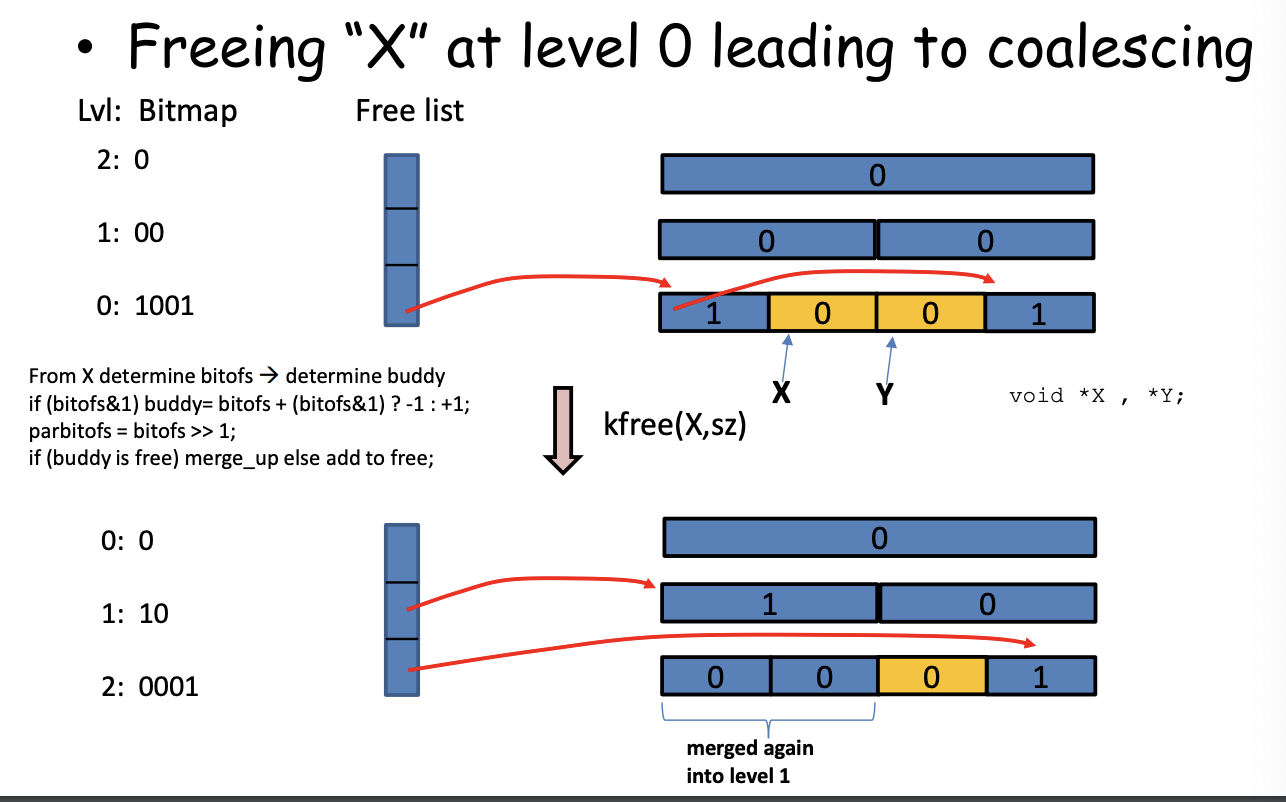 • Freeing “X” at level 0 leading to coalescing
Lvl: Bitmap Free list
2: 0
0
1: 00
0 0
0: 1001
1 0 0 1
X Y
void *X , *Y;
From X determine bitofs → determine buddy
if (bitofs&1) buddy= bitofs + (bitofs&1) ? -1 : +1;
parbitofs = bitofs >> 1;
if (buddy is free) merge_up else add to free;
kfree(X,sz)
0: 0
0
1: 10
1 0
2: 0001
0 0 0 1
merged again
into level 1